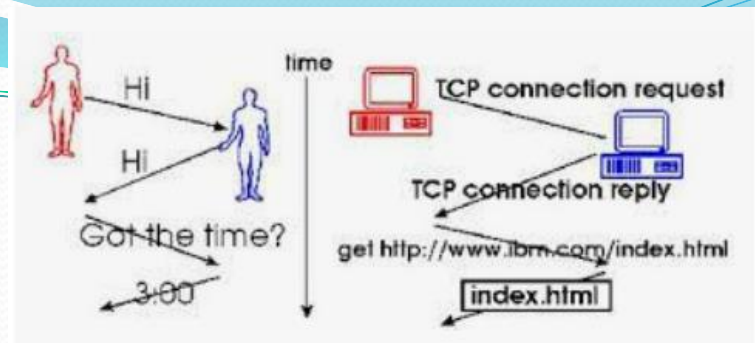 Hi
Hi
Got the time?
3:00
time
TCP connection request
TCP connection reply
get http://www.ibm.com/index.html
index.html